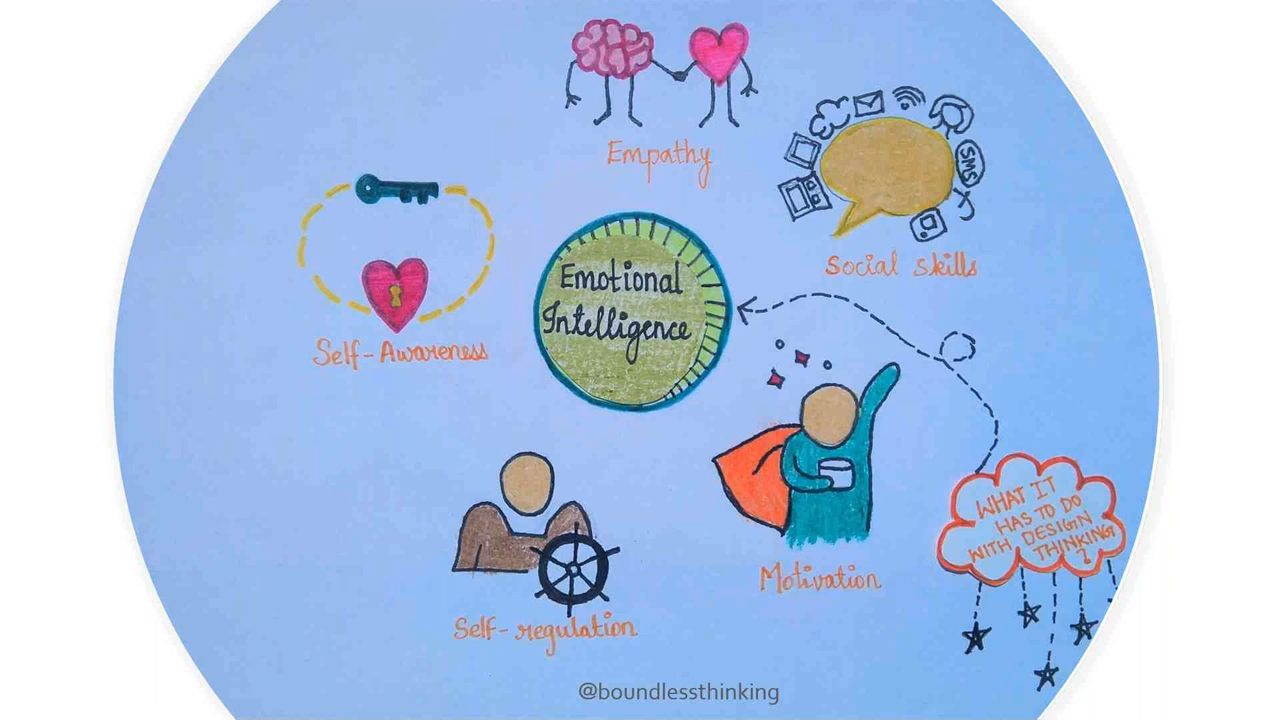 Empathy
SMS
Social Skills
Self-Awareness
Emotional
Intelligence
Motivation
WHAT IT
HAS TO DO
WITH DESIGN
THINKING
?
Self-regulation
@boundlessthinking